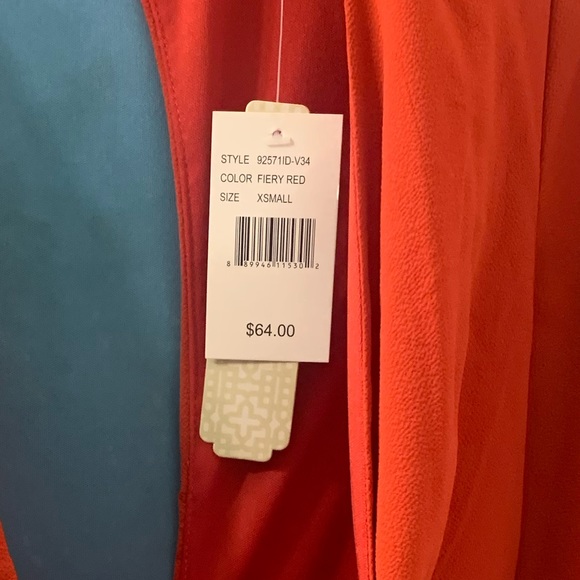 STYLE 92571ID-V34
COLOR FIERY RED
SIZE XSMALL
8 89946 11530 2
$64.00